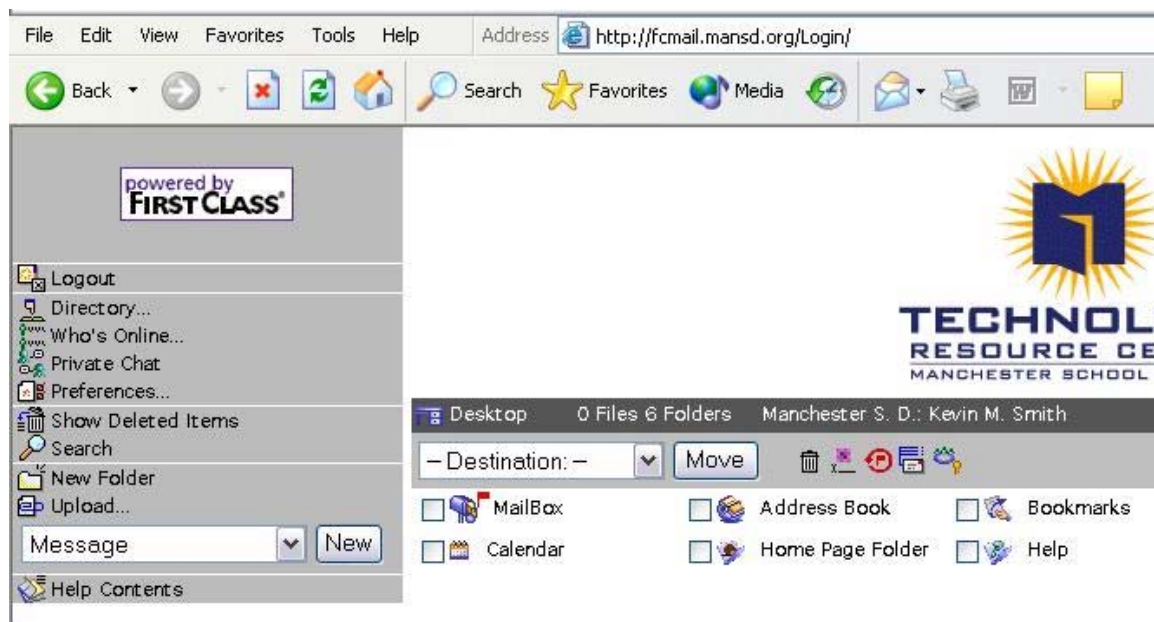 File Edit View Favorites Tools Help Address http://fcmail.mansd.org/Login/
Back Search Favorites Media
powered by
FIRSTCLASS®
Logout
Directory...
Who's Online...
Private Chat
Preferences...
Show Deleted Items
Search
New Folder
Upload...
Message New
Help Contents
TECHNOL
RESOURCE CE
MANCHESTER SCHOOL
Desktop 0 Files 6 Folders Manchester S. D.: Kevin M. Smith
-- Destination: -- Move
MailBox Address Book Bookmarks
Calendar Home Page Folder Help